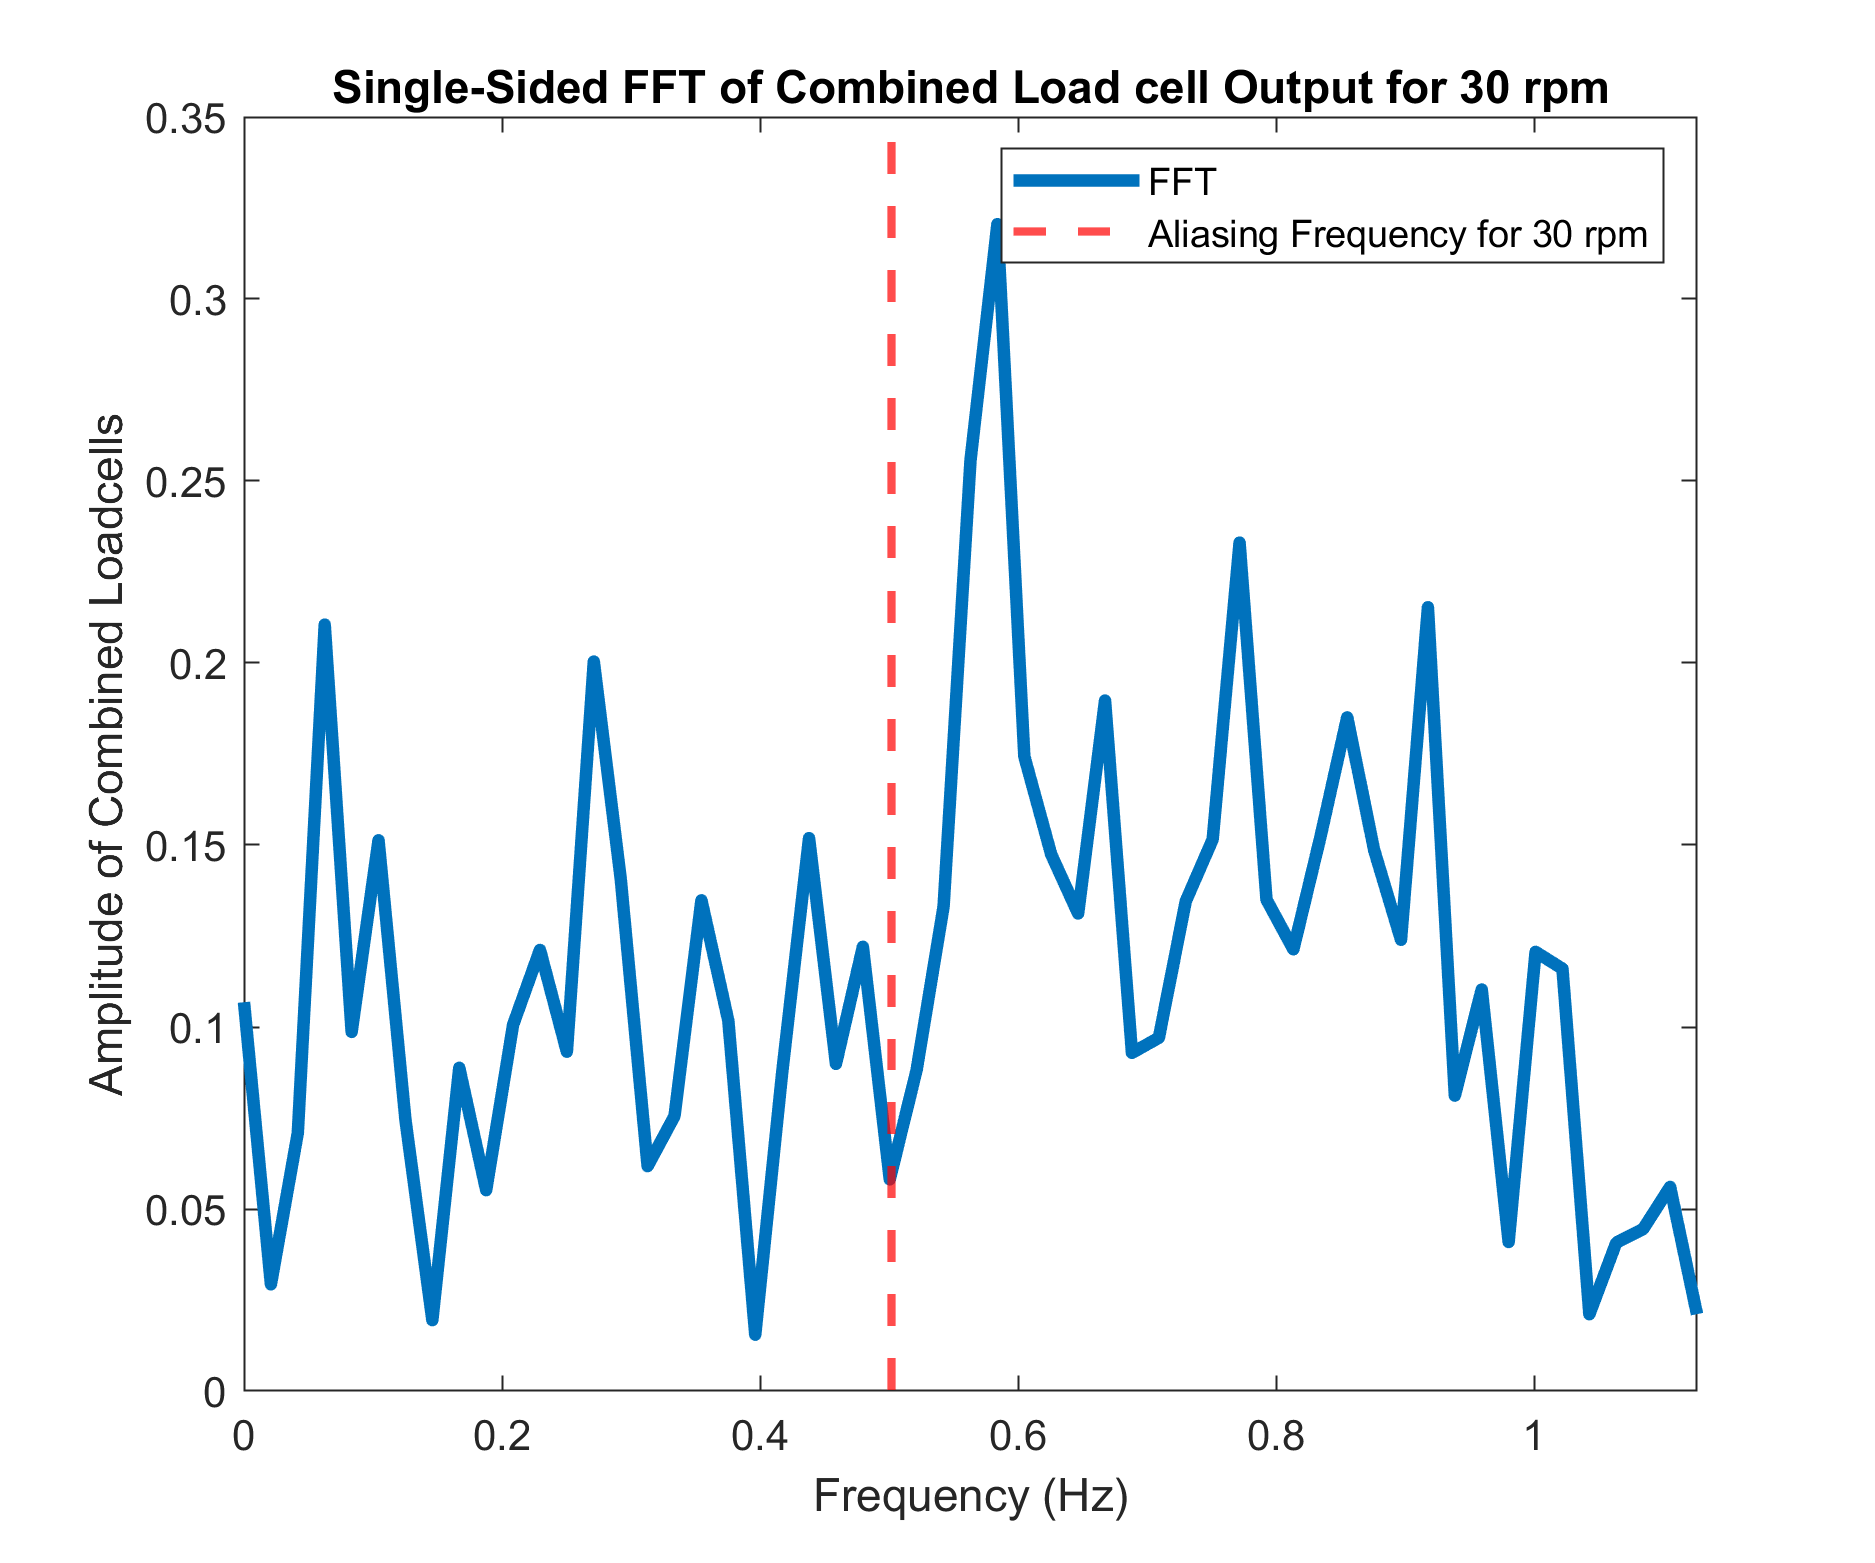 Single-Sided FFT of Combined Load cell Output for 30 rpm
0.35
0.3
0.25
0.2
0.15
0.1
0.05
0
Amplitude of Combined Loadcells
FFT
Aliasing Frequency for 30 rpm
0 0.2 0.4 0.6 0.8 1
Frequency (Hz)